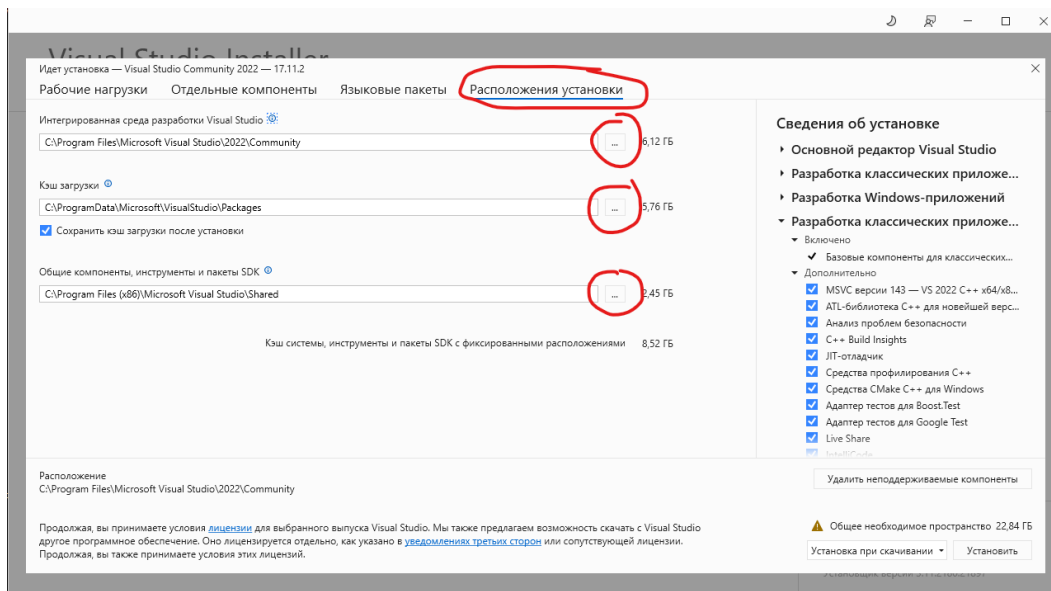 Visual Studio Installer
Идет установка — Visual Studio Community 2022 — 17.11.2
Рабочие нагрузки Отдельные компоненты Языковые пакеты Расположения установки
Интегрированная среда разработки Visual Studio
C:\Program Files\Microsoft Visual Studio\2022\Community ... 6,12 ГБ
Кэш загрузки
C:\ProgramData\Microsoft\VisualStudio\Packages ... 5,76 ГБ
Сохранить кэш загрузки после установки
Общие компоненты, инструменты и пакеты SDK
C:\Program Files (x86)\Microsoft Visual Studio\Shared ... 2,45 ГБ
Кэш системы, инструменты и пакеты SDK с фиксированными расположениями 8,52 ГБ
Сведения об установке
Основной редактор Visual Studio
Разработка классических приложе...
Разработка Windows-приложений
Разработка классических приложе...
Включено
Базовые компоненты для классических...
Дополнительно
MSVC версии 143 — VS 2022 C++ x64/x8...
ATL-библиотека C++ для новейшей верс...
Анализ проблем безопасности
C++ Build Insights
JIT-отладчик
Средства профилирования C++
Средства CMake C++ для Windows
Адаптер тестов для Boost.Test
Адаптер тестов для Google Test
Live Share
IntelliCode
Расположение
C:\Program Files\Microsoft Visual Studio\2022\Community
Удалить неподдерживаемые компоненты
Продолжая, вы принимаете условия лицензии для выбранного выпуска Visual Studio. Мы также предлагаем возможность скачать с Visual Studio
другое программное обеспечение. Оно лицензируется отдельно, как указано в уведомлениях третьих сторон или сопутствующей лицензии.
Продолжая, вы также принимаете условия этих лицензий.
Общее необходимое пространство 22,84 ГБ
Установка при скачивании Установить